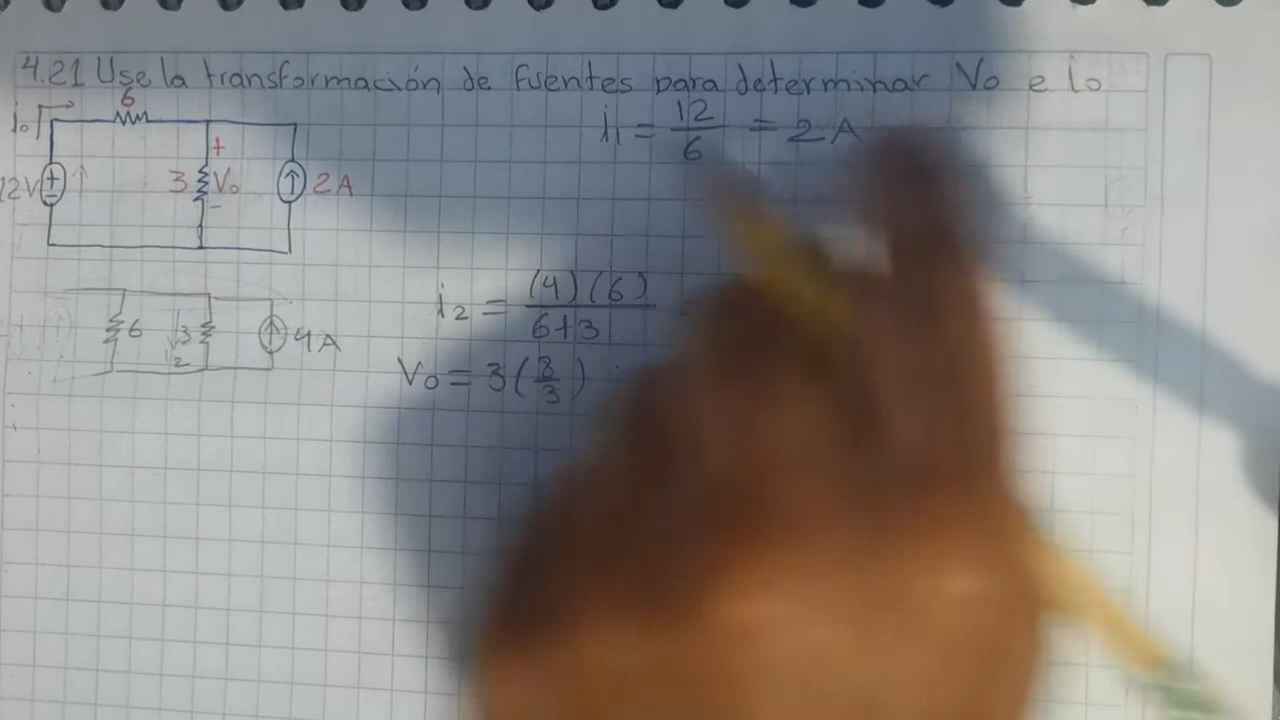 4.21 Use la transformación de fuentes para determinar Vo e Io
6
io
i1 = 12/6 = 2 A
+
12V
+
-
3
Vo
2A
-
i2 = (4)(6)/6+3
6
3
i2
4A
Vo = 3(8/3)